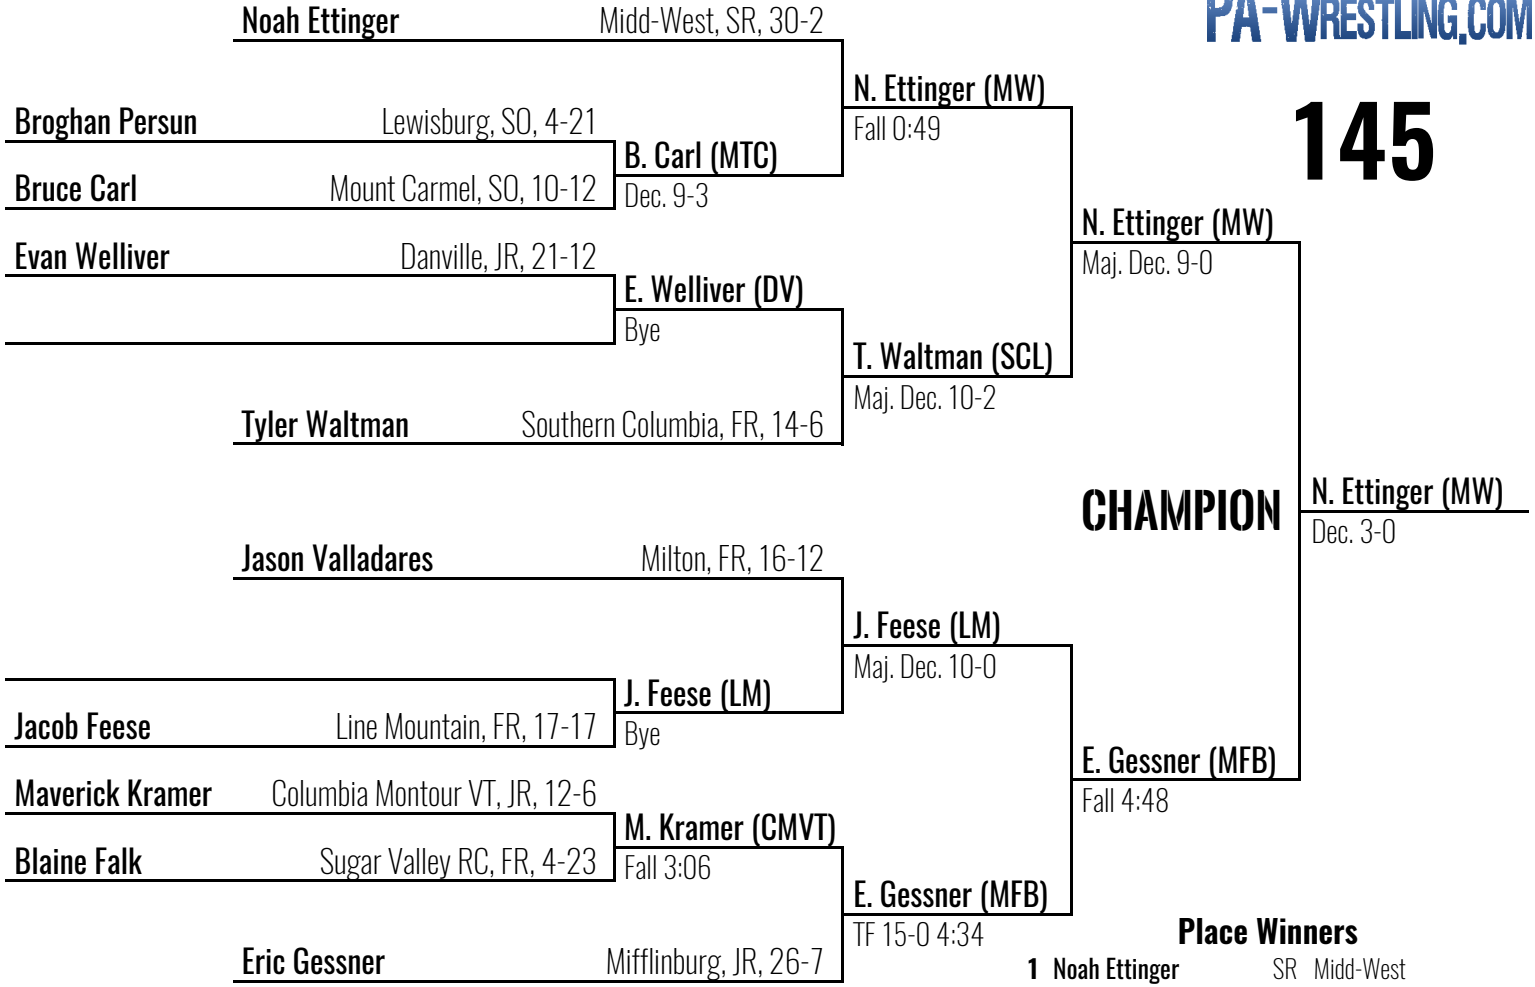 PA-WRESTLING.COM
145
Noah Ettinger Midd-West, SR, 30-2
N. Ettinger (MW)
Fall 0:49
Broghan Persun Lewisburg, SO, 4-21
B. Carl (MTC)
Dec. 9-3
Bruce Carl Mount Carmel, SO, 10-12
N. Ettinger (MW)
Maj. Dec. 9-0
Evan Welliver Danville, JR, 21-12
E. Welliver (DV)
Bye
T. Waltman (SCL)
Maj. Dec. 10-2
Tyler Waltman Southern Columbia, FR, 14-6
CHAMPION
N. Ettinger (MW)
Dec. 3-0
Jason Valladares Milton, FR, 16-12
J. Feese (LM)
Maj. Dec. 10-0
J. Feese (LM)
Bye
Jacob Feese Line Mountain, FR, 17-17
E. Gessner (MFB)
Fall 4:48
Maverick Kramer Columbia Montour VT, JR, 12-6
M. Kramer (CMVT)
Fall 3:06
Blaine Falk Sugar Valley RC, FR, 4-23
E. Gessner (MFB)
TF 15-0 4:34
Eric Gessner Mifflinburg, JR, 26-7
Place Winners
1 Noah Ettinger SR Midd-West